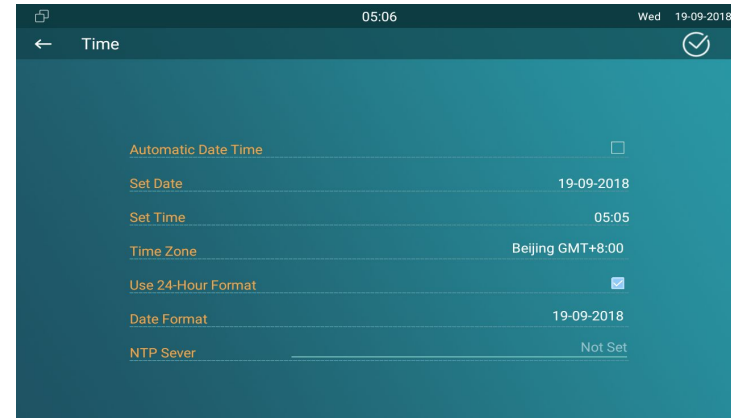 05:06 Wed 19-09-2018
Time
Automatic Date Time
Set Date 19-09-2018
Set Time 05:05
Time Zone Beijing GMT+8:00
Use 24-Hour Format
Date Format 19-09-2018
NTP Sever Not Set